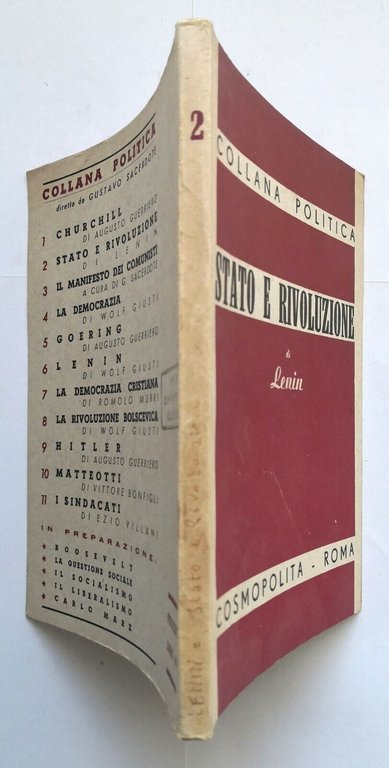 COLLANA POLITICA
diretta da GUSTAVO SACERDOTE
1 CHURCHILL
DI AUGUSTO GUERRIERO
2 STATO E RIVOLUZIONE
DI LENIN
3 IL MANIFESTO DEI COMUNISTI
A CURA DI G. SACERDOTE
4 LA DEMOCRAZIA
DI WOLF GIUSTI
5 GOERING
DI AUGUSTO GUERRIERO
6 LENIN
DI WOLF GIUSTI
7 LA DEMOCRAZIA CRISTIANA
DI ROMOLO MURRI
8 LA RIVOLUZIONE BOLSCEVICA
DI WOLF GIUSTI
9 HITLER
DI AUGUSTO GUERRIERO
10 MATTEOTTI
DI VITTORE BONFIGLI
11 I SINDACATI
DI EZIO VILLANI
IN PREPARAZIONE:
* ROOSEVELT
* LA QUESTIONE SOCIALE
* IL SOCIALISMO
* IL LIBERALISMO
* CARLO MARX
2
LENIN = Stato e Rivoluzione
COLLANA POLITICA
STATO E RIVOLUZIONE
di
Lenin
COSMOPOLITA - ROMA